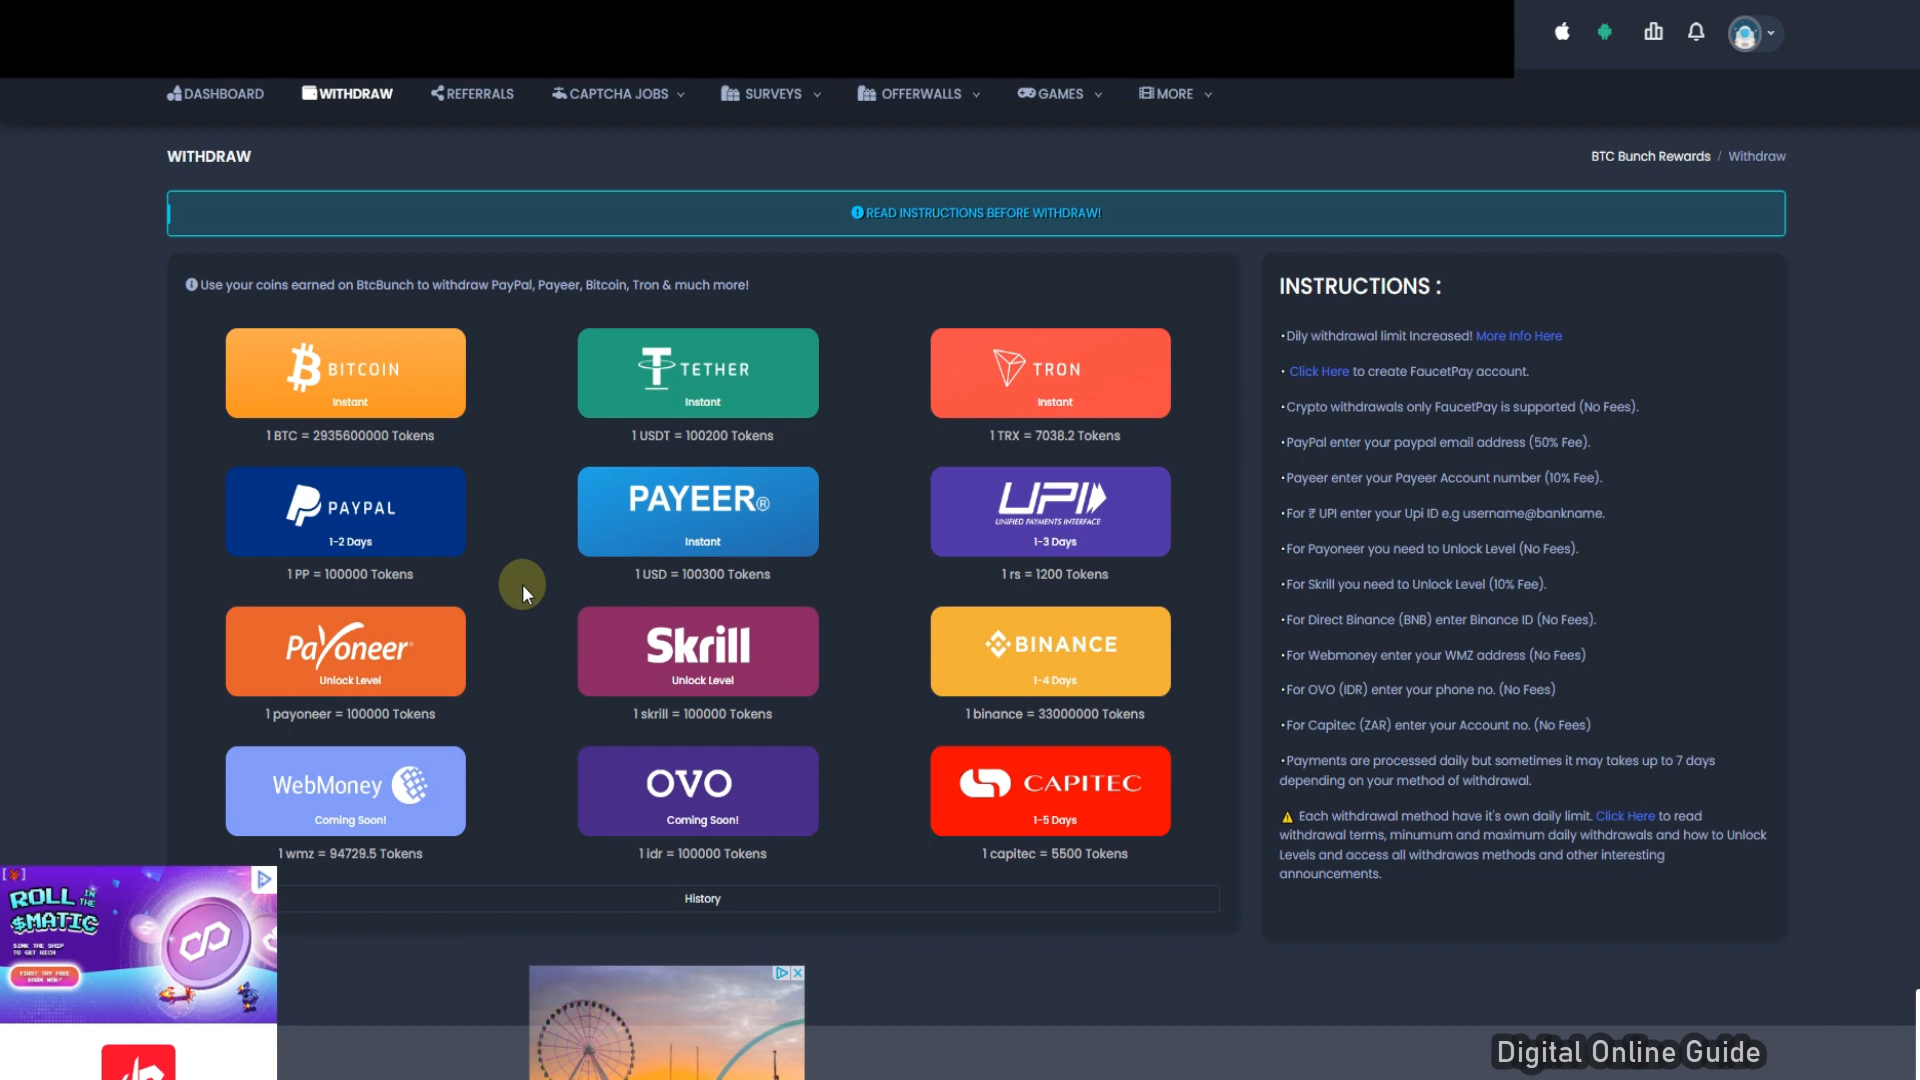 DASHBOARD
WITHDRAW
REFERRALS
CAPTCHA JOBS
SURVEYS
OFFERWALLS
GAMES
MORE
WITHDRAW
BTC Bunch Rewards / Withdraw
READ INSTRUCTIONS BEFORE WITHDRAW!
Use your coins earned on BtcBunch to withdraw PayPal, Payeer, Bitcoin, Tron & much more!
BITCOIN
Instant
1 BTC = 2935600000 Tokens
TETHER
Instant
1 USDT = 100200 Tokens
TRON
Instant
1 TRX = 7038.2 Tokens
PAYPAL
1-2 Days
1 PP = 100000 Tokens
PAYEER®
Instant
1 USD = 100300 Tokens
UPI
UNIFIED PAYMENTS INTERFACE
1-3 Days
1 rs = 1200 Tokens
Payoneer
Unlock Level
1 payoneer = 100000 Tokens
Skrill
Unlock Level
1 skrill = 100000 Tokens
BINANCE
1-4 Days
1 binance = 33000000 Tokens
WebMoney
Coming Soon!
1 wmz = 94729.5 Tokens
OVO
Coming Soon!
1 idr = 100000 Tokens
CAPITEC
1-5 Days
1 capitec = 5500 Tokens
History
INSTRUCTIONS :
•Dily withdrawal limit Increased! More Info Here
• Click Here to create FaucetPay account.
•Crypto withdrawals only FaucetPay is supported (No Fees).
•PayPal enter your paypal email address (50% Fee).
•Payeer enter your Payeer Account number (10% Fee).
•For ₹ UPI enter your Upi ID e.g username@bankname.
•For Payoneer you need to Unlock Level (No Fees).
•For Skrill you need to Unlock Level (10% Fee).
•For Direct Binance (BNB) enter Binance ID (No Fees).
•For Webmoney enter your WMZ address (No Fees)
•For OVO (IDR) enter your phone no. (No Fees)
•For Capitec (ZAR) enter your Account no. (No Fees)
•Payments are processed daily but sometimes it may takes up to 7 days
depending on your method of withdrawal.
Each withdrawal method have it's own daily limit. Click Here to read
withdrawal terms, minumum and maximum daily withdrawals and how to Unlock
Levels and access all withdrawas methods and other interesting
announcements.
ROLL IN THE
$MATIC
SINK THE SHIP
TO GET RICH
FIRST TRY FREE
EARN NOW!
Digital Online Guide